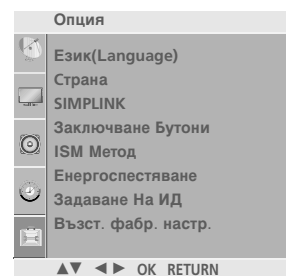 Опция
Език(Language)
Страна
SIMPLINK
Заключване Бутони
ISM Метод
Енергоспестяване
Задаване На ИД
Възст. фабр. настр.
▲▼ ◄► OK RETURN